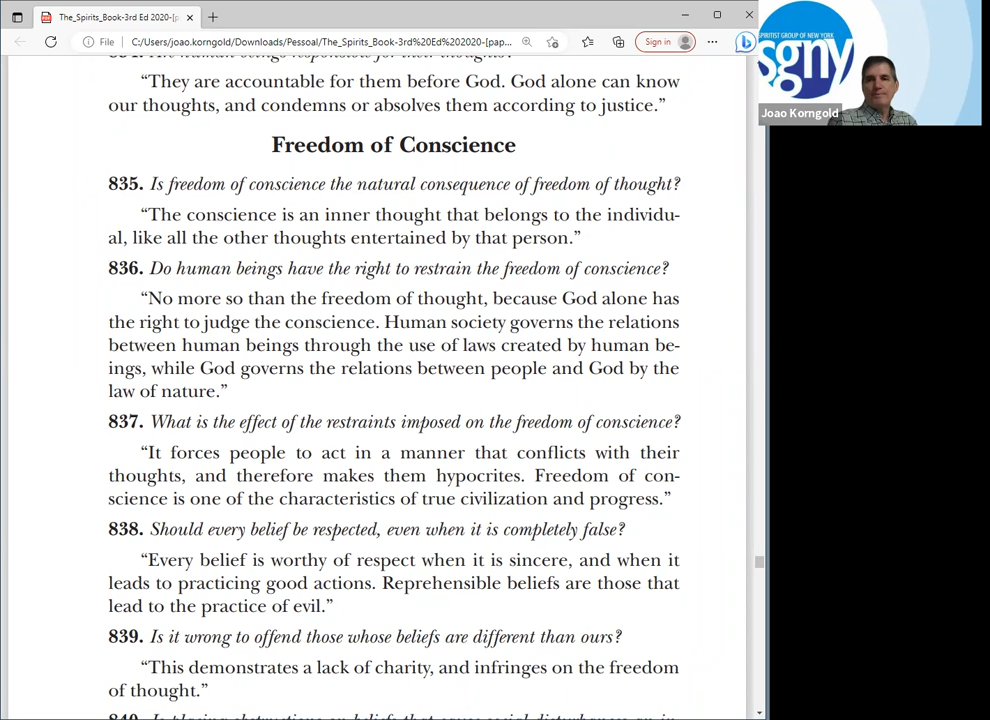 The_Spirits_Book-3rd Ed 2020-[p
File
C:/Users/joao.korngold/Downloads/Pessoal/The_Spirits_Book-3rd%20Ed%202020-[pap...
Sign in
SPIRITIST GROUP OF NEW YORK
sgny
Joao Korngold
“They are accountable for them before God. God alone can know
our thoughts, and condemns or absolves them according to justice.”
Freedom of Conscience
835. Is freedom of conscience the natural consequence of freedom of thought?
“The conscience is an inner thought that belongs to the individu-
al, like all the other thoughts entertained by that person.”
836. Do human beings have the right to restrain the freedom of conscience?
“No more so than the freedom of thought, because God alone has
the right to judge the conscience. Human society governs the relations
between human beings through the use of laws created by human be-
ings, while God governs the relations between people and God by the
law of nature.”
837. What is the effect of the restraints imposed on the freedom of conscience?
“It forces people to act in a manner that conflicts with their
thoughts, and therefore makes them hypocrites. Freedom of con-
science is one of the characteristics of true civilization and progress.”
838. Should every belief be respected, even when it is completely false?
“Every belief is worthy of respect when it is sincere, and when it
leads to practicing good actions. Reprehensible beliefs are those that
lead to the practice of evil.”
839. Is it wrong to offend those whose beliefs are different than ours?
“This demonstrates a lack of charity, and infringes on the freedom
of thought.”